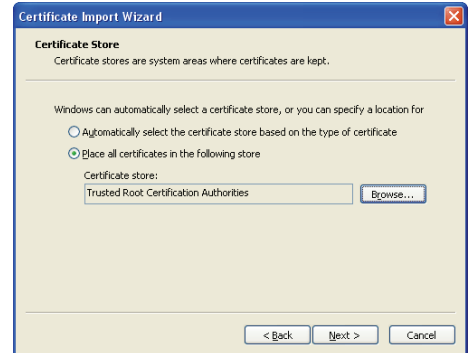 Certificate Import Wizard
Certificate Store
Certificate stores are system areas where certificates are kept.
Windows can automatically select a certificate store, or you can specify a location for
Automatically select the certificate store based on the type of certificate
Place all certificates in the following store
Certificate store:
Trusted Root Certification Authorities
Browse...
< Back
Next >
Cancel